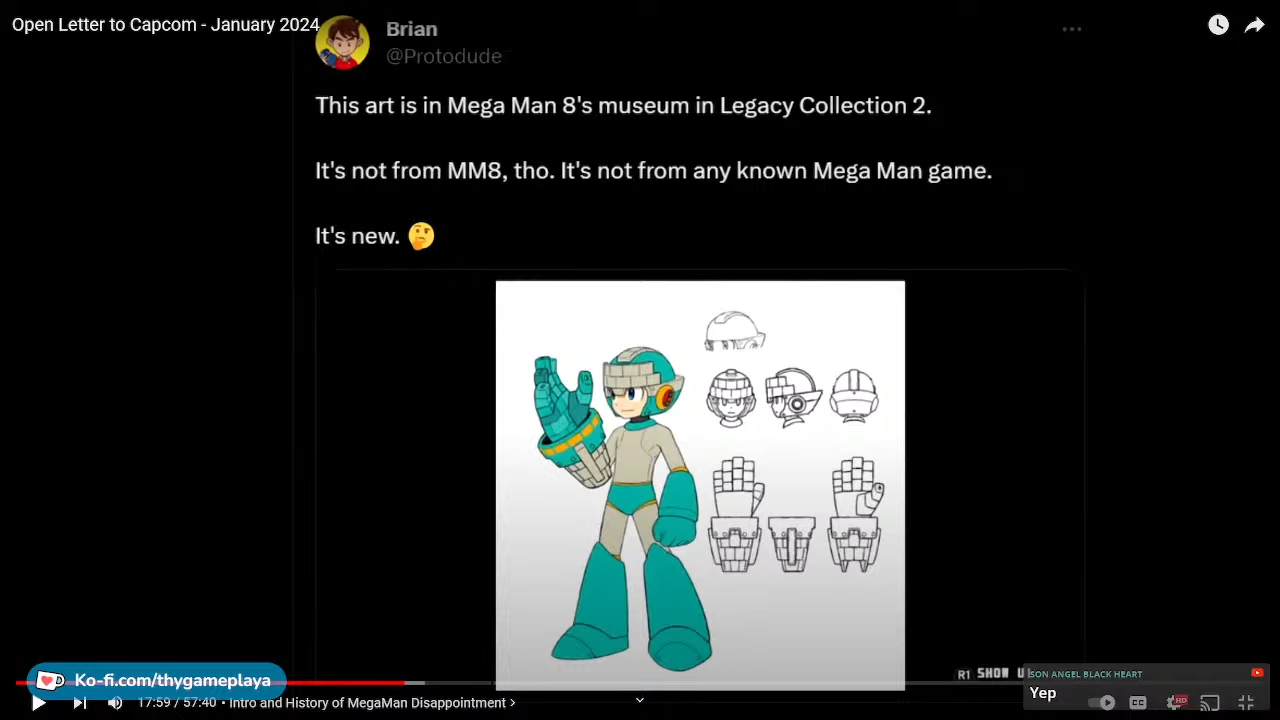 Open Letter to Capcom - January 2024
Brian
@Protodude
This art is in Mega Man 8's museum in Legacy Collection 2.
It's not from MM8, tho. It's not from any known Mega Man game.
It's new. 🤔
R1 SHOW U
SON ANGEL BLACK HEART
Yep
Ko-fi.com/thygameplaya
17:59 / 57:40 • Intro and History of MegaMan Disappointment >
CC
HD